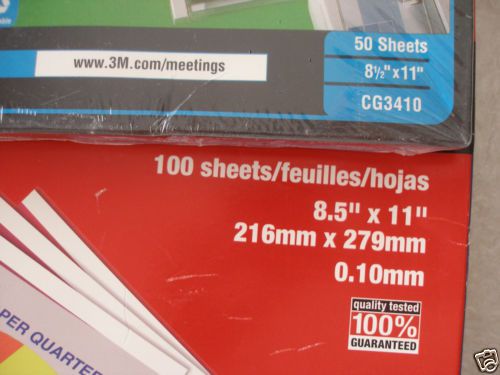 50 Sheets
8½" x 11"
www.3M.com/meetings
CG3410
100 sheets/feuilles/hojas
8.5" x 11"
216mm x 279mm
0.10mm
quality tested
100%
GUARANTEED
PER QUARTER